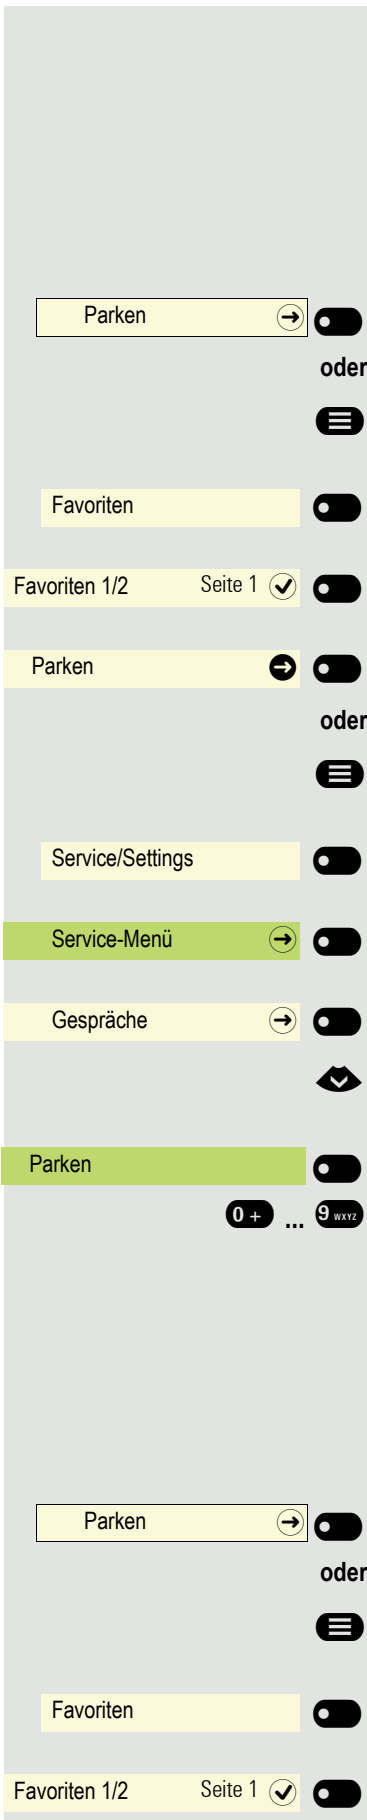 Parken
oder
Favoriten
Favoriten 1/2 Seite 1
Parken
oder
Service/Settings
Service-Menü
Gespräche
Parken
0 + ... 9 WXYZ
Parken
oder
Favoriten
Favoriten 1/2 Seite 1